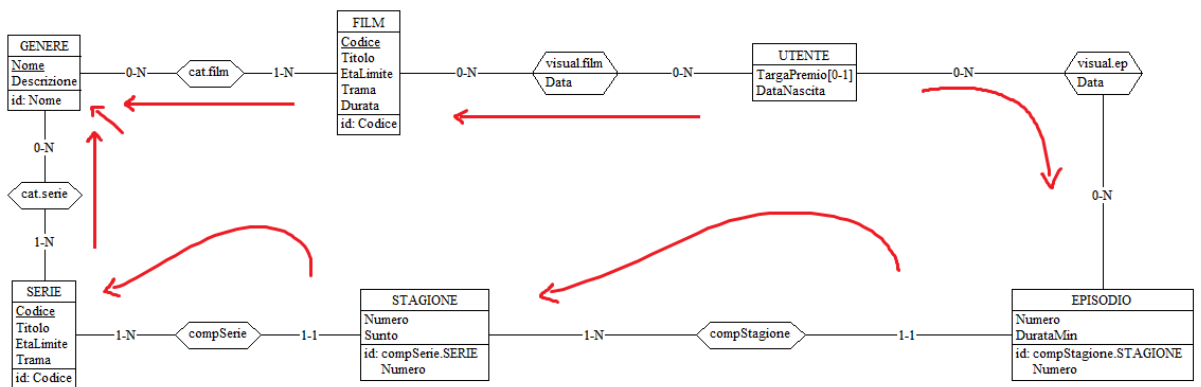 GENERE
Nome
Descrizione
id: Nome
0-N
cat.film
1-N
FILM
Codice
Titolo
EtaLimite
Trama
Durata
id: Codice
0-N
visual.film
Data
0-N
UTENTE
TargaPremio[0-1]
DataNascita
0-N
visual.ep
Data
0-N
cat.serie
1-N
0-N
SERIE
Codice
Titolo
EtaLimite
Trama
id: Codice
1-N
compSerie
1-1
STAGIONE
Numero
Sunto
id: compSerie.SERIE
Numero
1-N
compStagione
1-1
EPISODIO
Numero
DurataMin
id: compStagione.STAGIONE
Numero